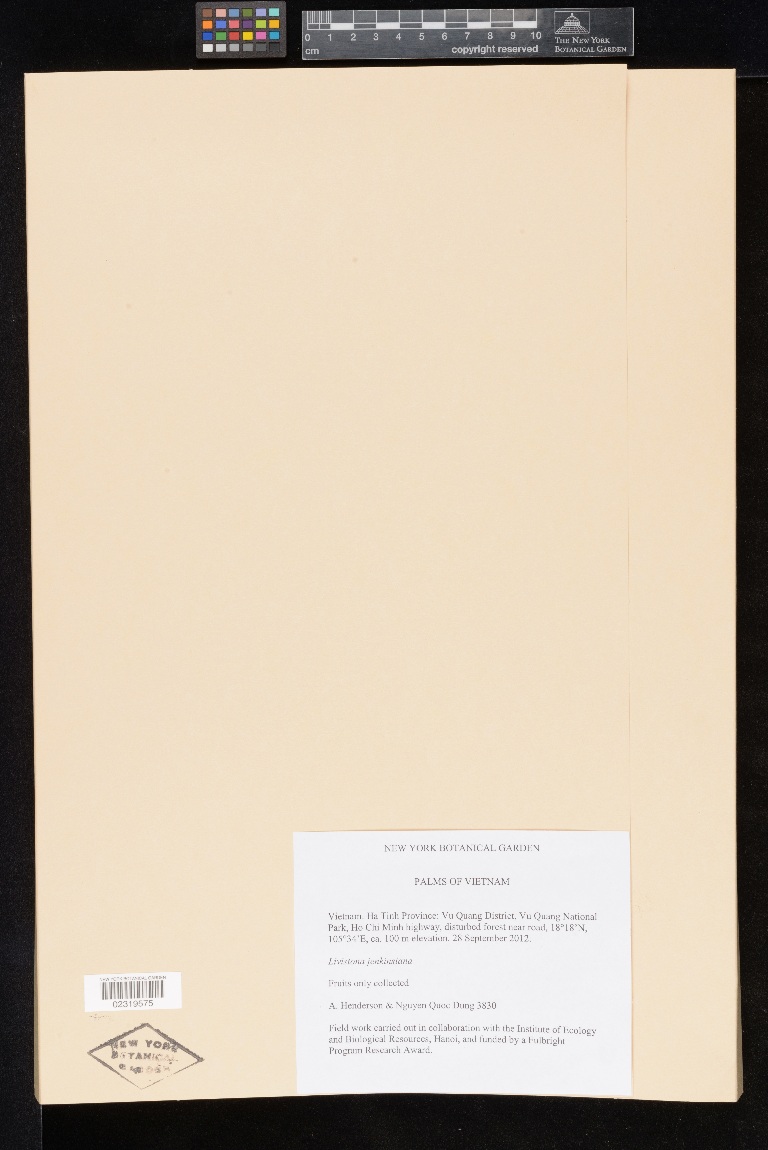 0 1 2 3 4 5 6 7 8 9 10
cm
copyright reserved
THE NEW YORK
BOTANICAL GARDEN
NEW YORK BOTANICAL GARDEN
PALMS OF VIETNAM
Vietnam. Ha Tinh Province: Vu Quang District, Vu Quang National
Park, Ho Chi Minh highway, disturbed forest near road, 18°18'N,
105°34'E, ca. 100 m elevation. 28 September 2012.
Livistona jenkinsiana
Fruits only collected
A. Henderson & Nguyen Quoc Dung 3830
Field work carried out in collaboration with the Institute of Ecology
and Biological Resources, Hanoi, and funded by a Fulbright
Program Research Award.
NEW YORK BOTANICAL GARDEN
02319575
NEW YORK
BOTANICAL
GARDEN